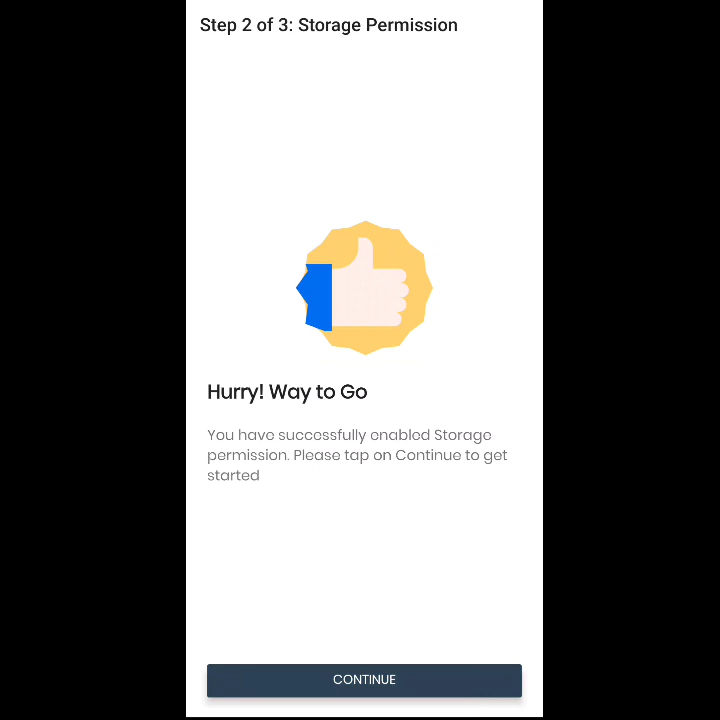 Step 2 of 3: Storage Permission
Hurry! Way to Go
You have successfully enabled Storage
permission. Please tap on Continue to get
started
CONTINUE